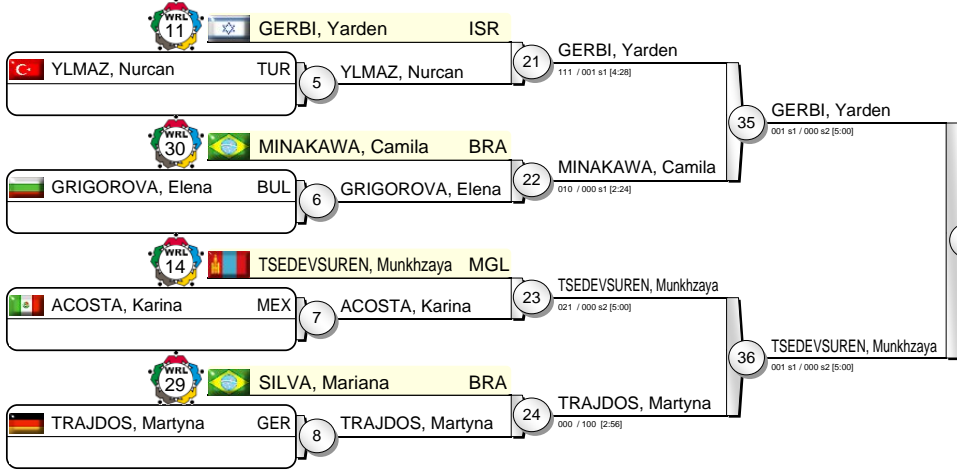 WRL
11
GERBI, Yarden ISR
YLMAZ, Nurcan TUR
5
YLMAZ, Nurcan
21
GERBI, Yarden
111 / 001 s1 [4:28]
WRL
30
MINAKAWA, Camila BRA
GRIGOROVA, Elena BUL
6
GRIGOROVA, Elena
22
MINAKAWA, Camila
010 / 000 s1 [2:24]
35
GERBI, Yarden
001 s1 / 000 s2 [5:00]
WRL
14
TSEDEVSUREN, Munkhzaya MGL
ACOSTA, Karina MEX
7
ACOSTA, Karina
23
TSEDEVSUREN, Munkhzaya
021 / 000 s2 [5:00]
WRL
29
SILVA, Mariana BRA
TRAJDOS, Martyna GER
8
TRAJDOS, Martyna
24
TRAJDOS, Martyna
000 / 100 [2:56]
36
TSEDEVSUREN, Munkhzaya
001 s1 / 000 s2 [5:00]